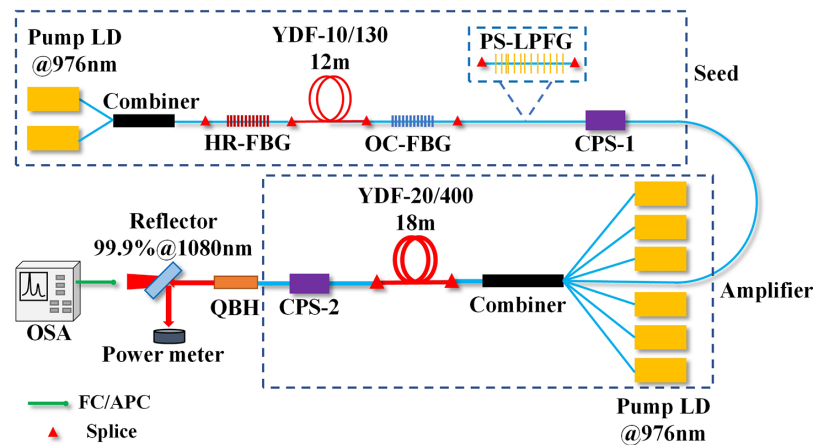 Pump LD
@976nm
Combiner
HR-FBG
YDF-10/130
12m
OC-FBG
PS-LPFG
CPS-1
Seed
Reflector
99.9%@1080nm
OSA
Power meter
QBH
CPS-2
YDF-20/400
18m
Combiner
Amplifier
Pump LD
@976nm
FC/APC
Splice